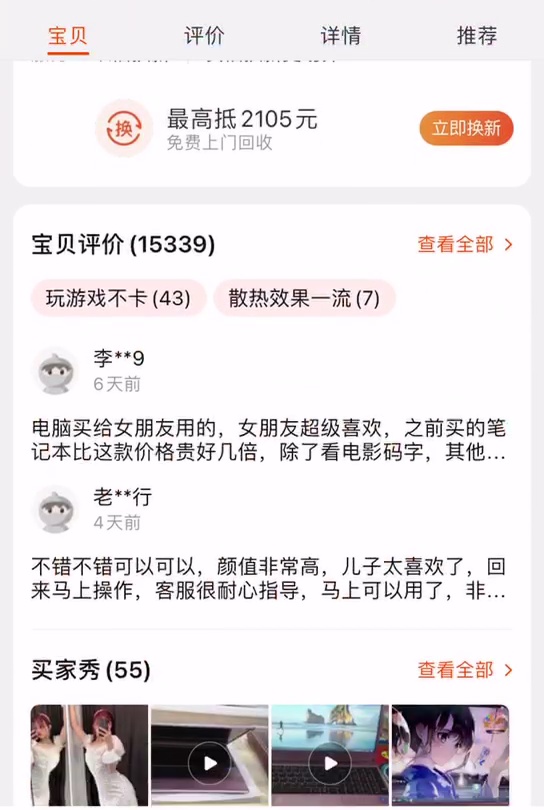 宝贝
评价
详情
推荐
最高抵2105元
换
免费上门回收
立即换新
宝贝评价(15339)
查看全部 >
玩游戏不卡(43)
散热效果一流(7)
李**9
6天前
电脑买给女朋友用的，女朋友超级喜欢，之前买的笔
记本比这款价格贵好几倍，除了看电影码字，其他...
老**行
4天前
不错不错可以可以，颜值非常高，儿子太喜欢了，回
来马上操作，客服很耐心指导，马上可以用了，非...
买家秀(55)
查看全部 >